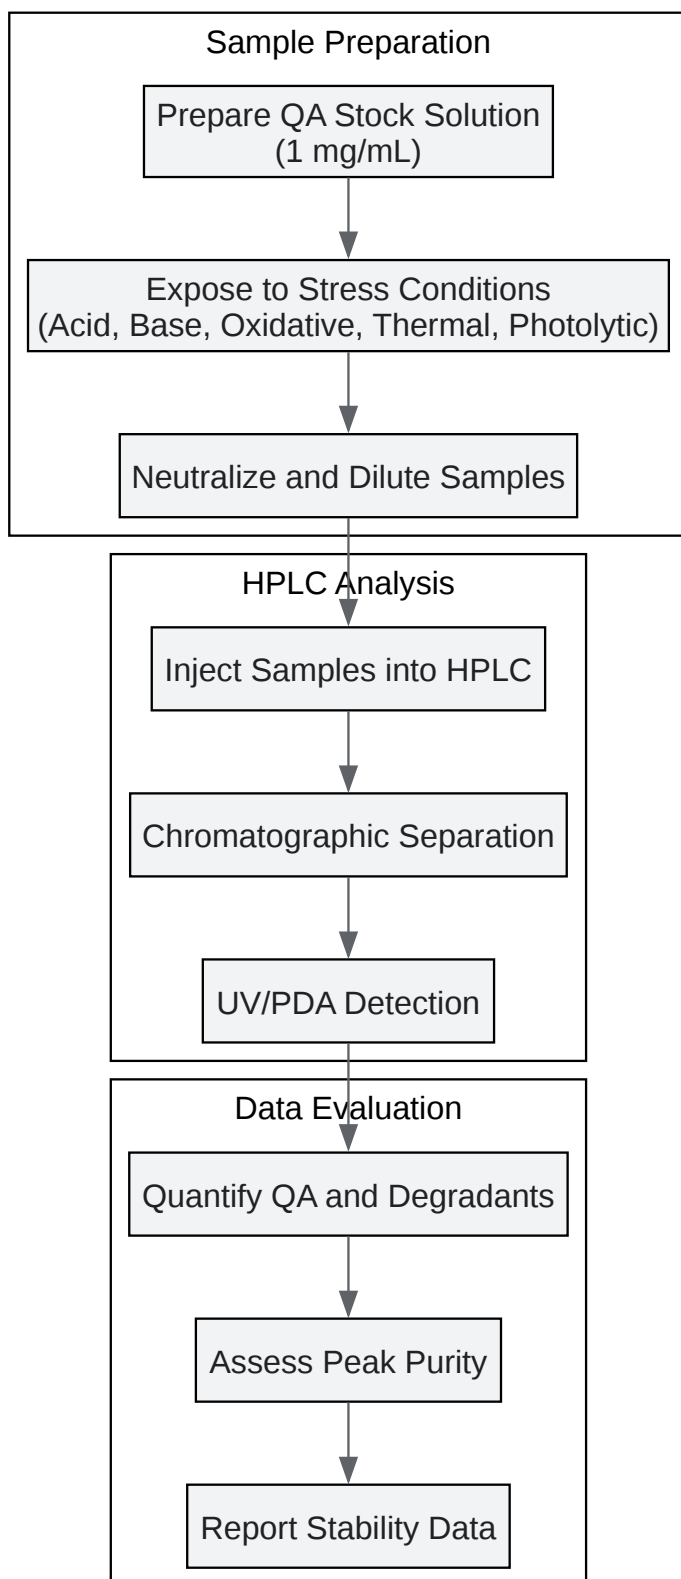 Sample Preparation
Prepare QA Stock Solution
(1 mg/mL)
Expose to Stress Conditions
(Acid, Base, Oxidative, Thermal, Photolytic)
Neutralize and Dilute Samples
HPLC Analysis
Inject Samples into HPLC
Chromatographic Separation
UV/PDA Detection
Data Evaluation
Quantify QA and Degradants
Assess Peak Purity
Report Stability Data